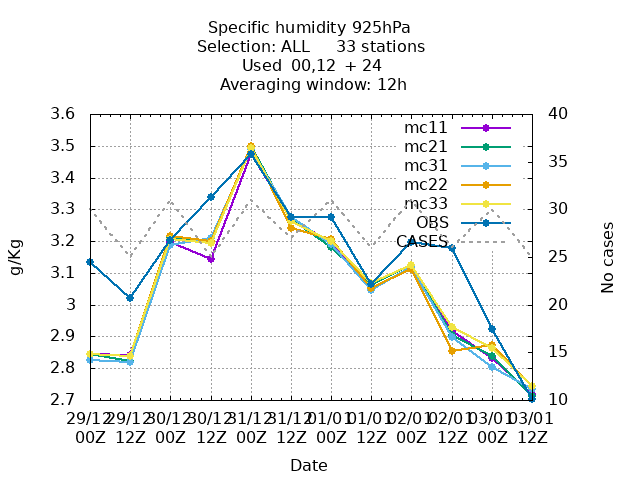 Specific humidity 925hPa
Selection: ALL 33 stations
Used 00,12 + 24
Averaging window: 12h
3.6
3.5
3.4
3.3
3.2
3.1
3
2.9
2.8
2.7
g/Kg
40
35
30
25
20
15
10
No cases
mc11
mc21
mc31
mc22
mc33
OBS
CASES
29/12 29/12 30/12 30/12 31/12 31/12 01/01 01/01 02/01 02/01 03/01 03/01
00Z 12Z 00Z 12Z 00Z 12Z 00Z 12Z 00Z 12Z 00Z 12Z
Date